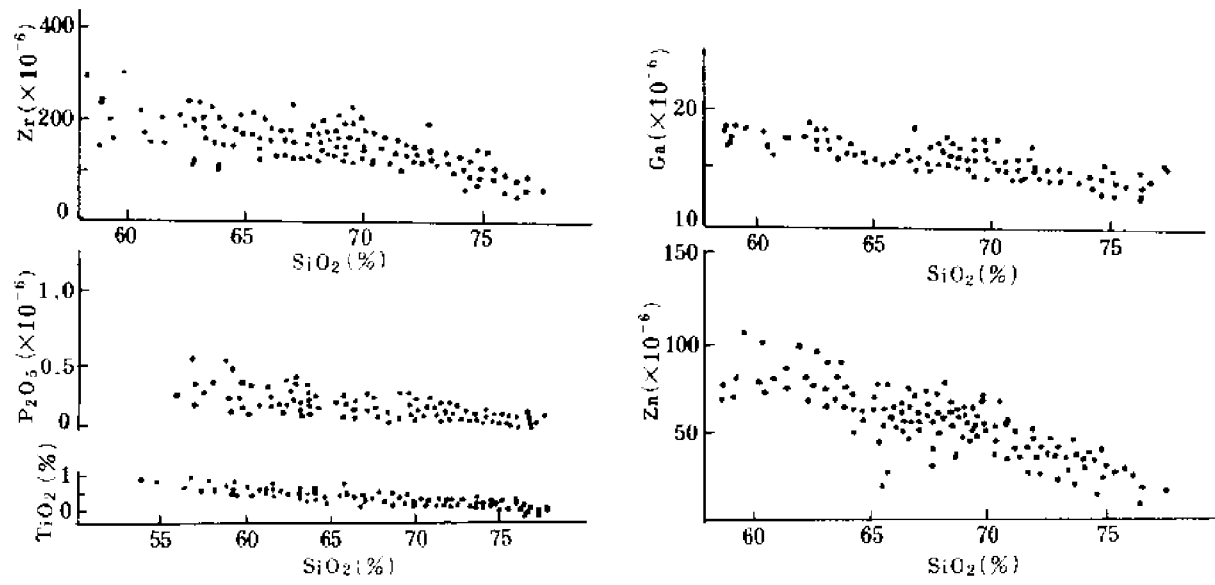 Zr(×10⁻⁶)
400
200
0
60 65 70 75
SiO₂(%)
Ga(×10⁻⁶)
20
10
60 65 70 75
SiO₂(%)
P₂O₅(×10⁻⁶)
1.0
0.5
0
TiO₂(%)
1
0
55 60 65 70 75
SiO₂(%)
Zn(×10⁻⁶)
150
100
50
60 65 70 75
SiO₂(%)